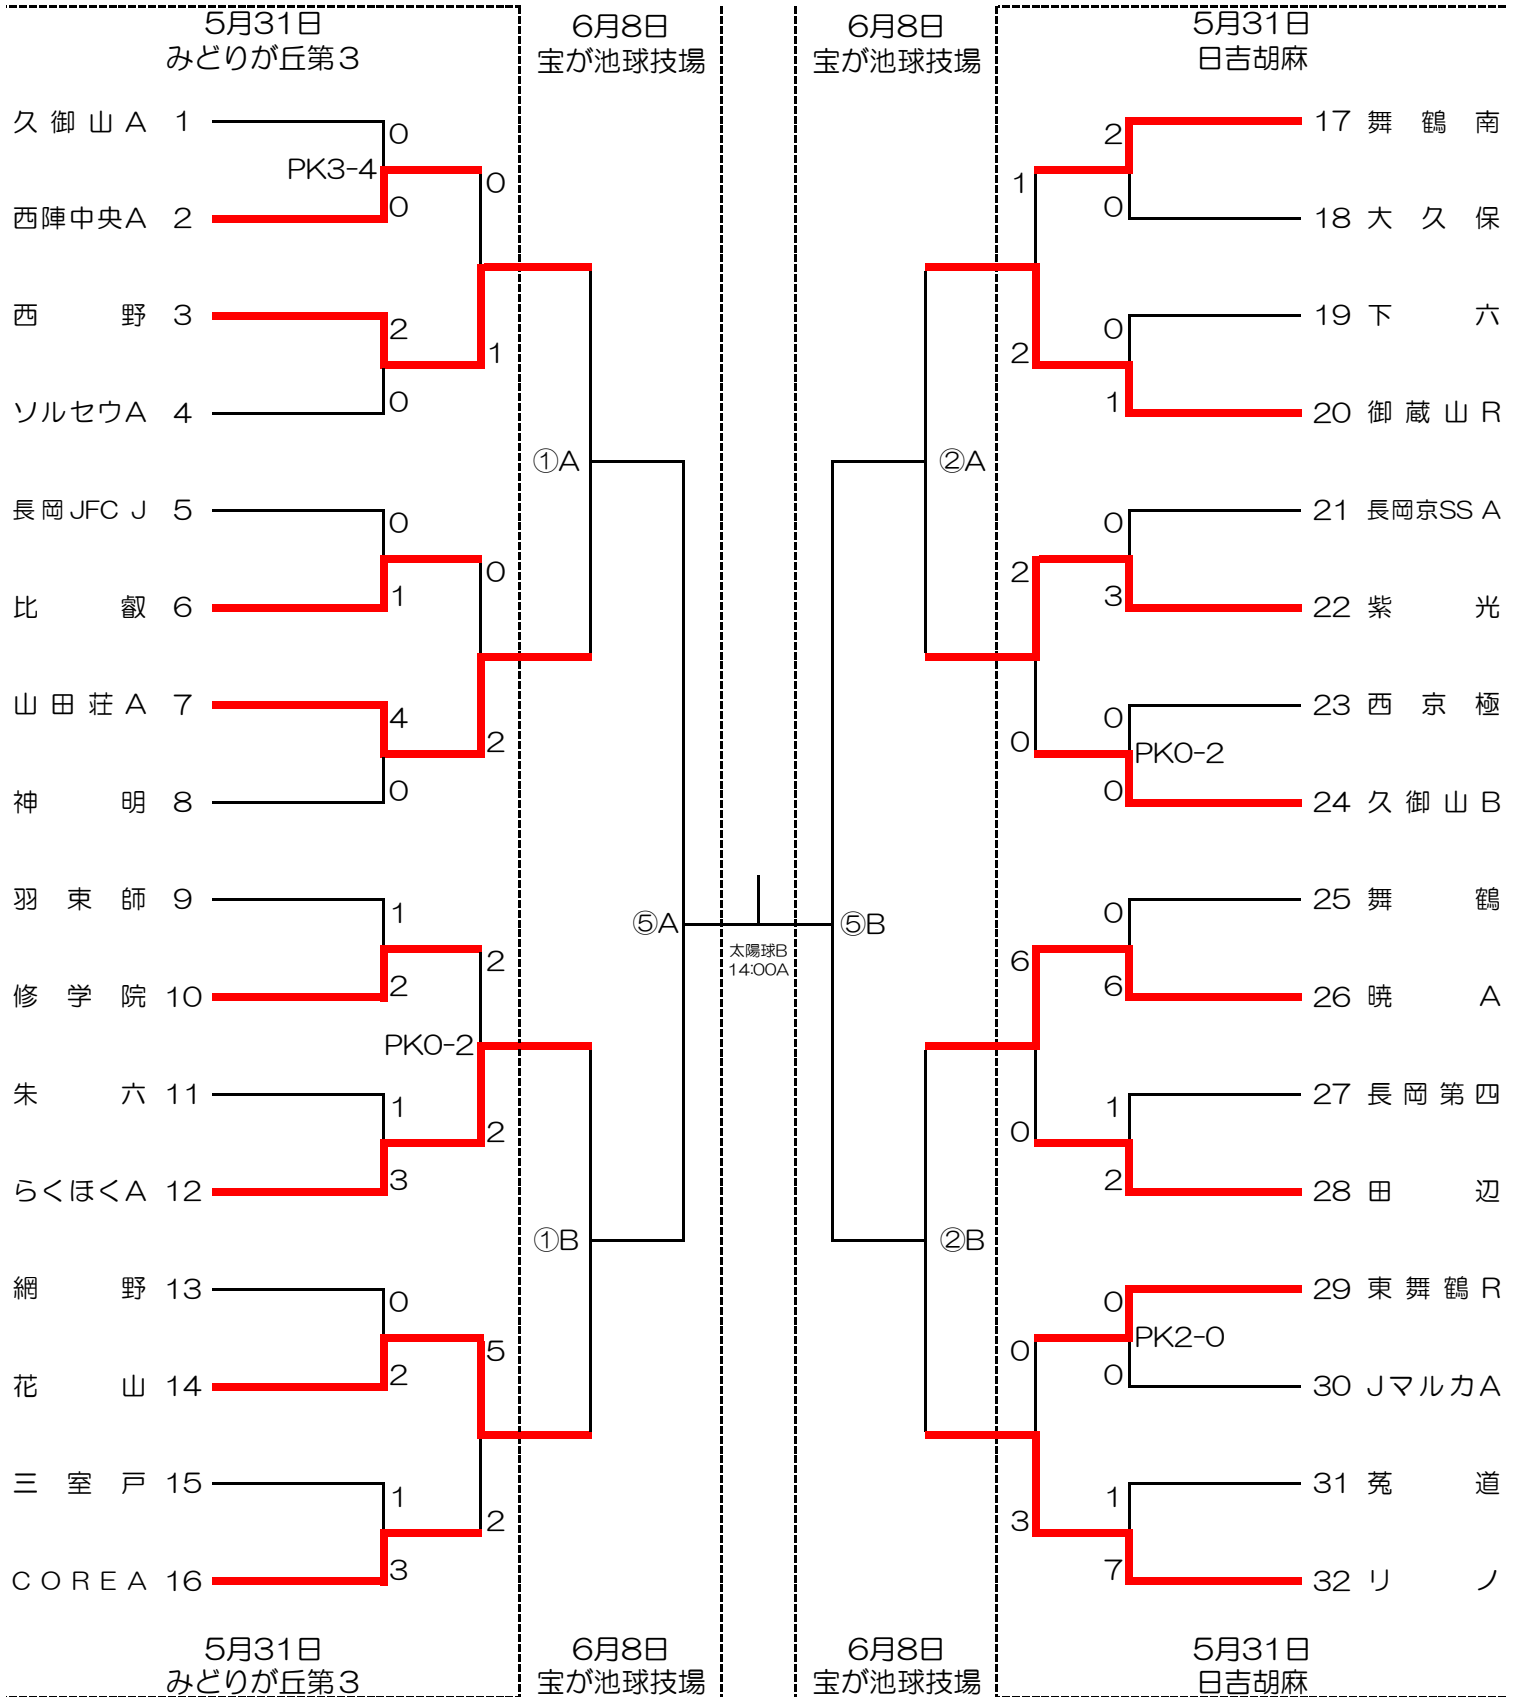 5月31日
みどりが丘第3
6月8日
宝が池球技場
6月8日
宝が池球技場
5月31日
日吉胡麻
久御山A 1
0
PK3-4
0
西陣中央A 2
0
西野 3
2
1
0
ソルセウA 4
①A
長岡JFC J 5
0
0
比叡 6
1
山田荘A 7
4
2
0
神明 8
羽束師 9
1
2
修学院 10
2
PK0-2
朱六 11
1
2
らくほくA 12
3
①B
網野 13
0
5
花山 14
2
三室戸 15
1
2
COREA 16
3
⑤A
太陽球B
14:00A
⑤B
2
17 舞鶴南
1
0
18 大久保
0
19 下六
2
1
20 御蔵山R
②A
0
21 長岡京SS A
2
3
22 紫光
0
23 西京極
0
PK0-2
0
24 久御山B
0
25 舞鶴
6
6
26 暁A
1
27 長岡第四
0
2
28 田辺
②B
0
29 東舞鶴R
0
PK2-0
0
30 JマルカA
1
31 菟道
3
7
32 リノ
5月31日
みどりが丘第3
6月8日
宝が池球技場
6月8日
宝が池球技場
5月31日
日吉胡麻